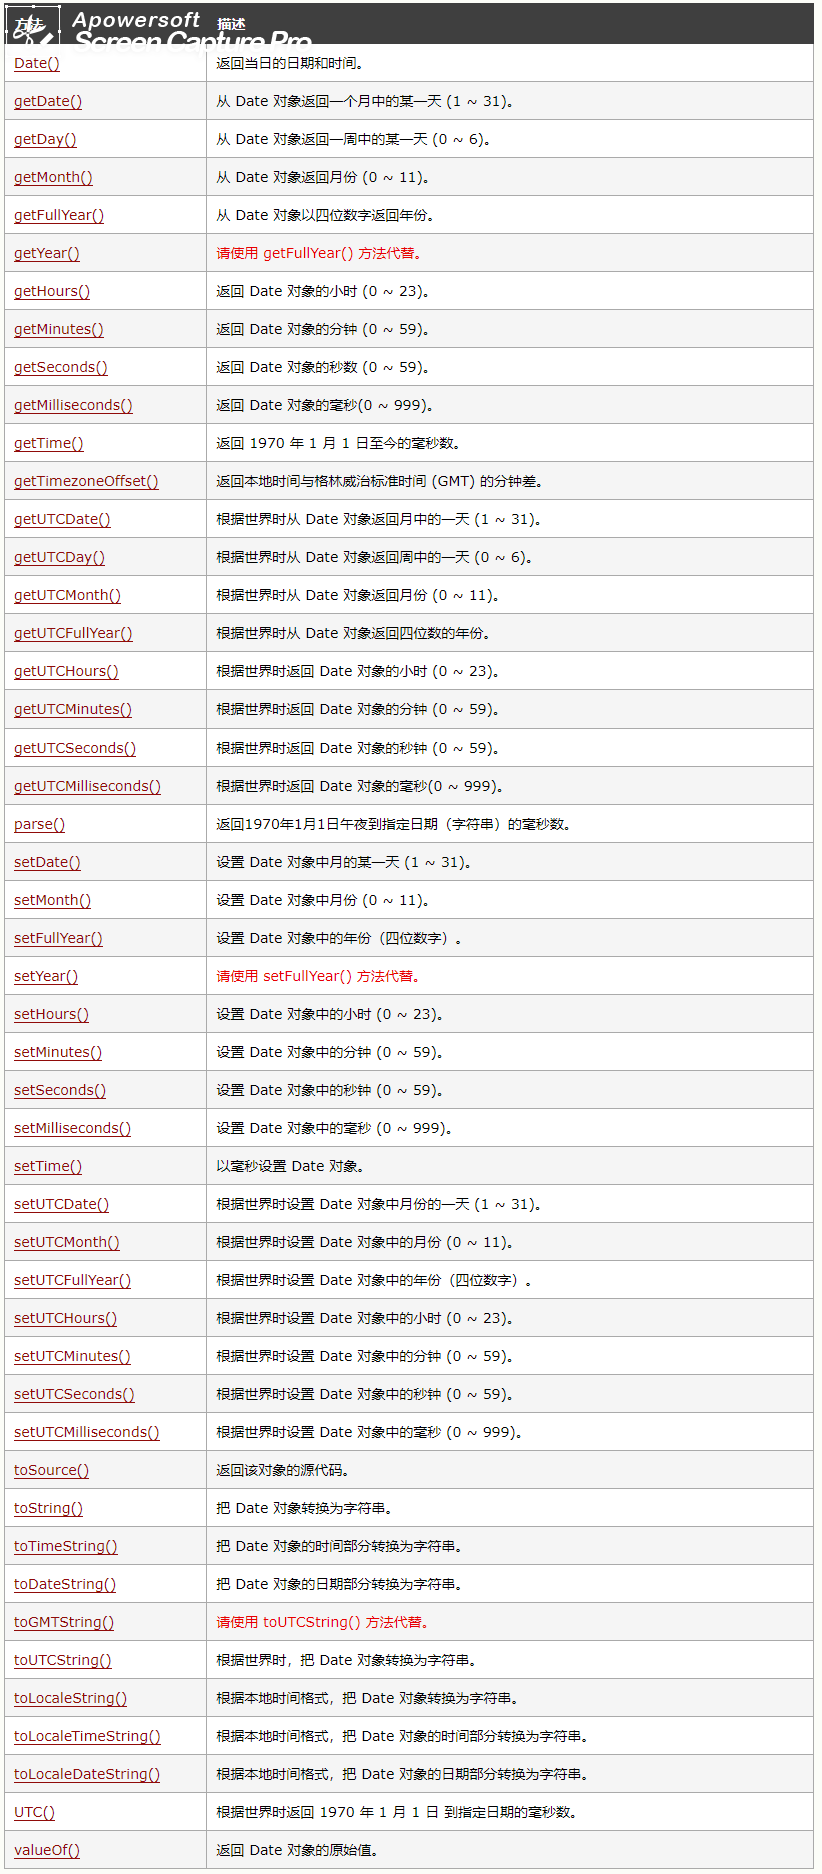 方法 描述
Apowersoft
Screen Capture Pro
Date() 返回当日的日期和时间。
getDate() 从 Date 对象返回一个月中的某一天 (1 ~ 31)。
getDay() 从 Date 对象返回一周中的某一天 (0 ~ 6)。
getMonth() 从 Date 对象返回月份 (0 ~ 11)。
getFullYear() 从 Date 对象以四位数字返回年份。
getYear() 请使用 getFullYear() 方法代替。
getHours() 返回 Date 对象的小时 (0 ~ 23)。
getMinutes() 返回 Date 对象的分钟 (0 ~ 59)。
getSeconds() 返回 Date 对象的秒数 (0 ~ 59)。
getMilliseconds() 返回 Date 对象的毫秒(0 ~ 999)。
getTime() 返回 1970 年 1 月 1 日至今的毫秒数。
getTimezoneOffset() 返回本地时间与格林威治标准时间 (GMT) 的分钟差。
getUTCDate() 根据世界时从 Date 对象返回月中的一天 (1 ~ 31)。
getUTCDay() 根据世界时从 Date 对象返回周中的一天 (0 ~ 6)。
getUTCMonth() 根据世界时从 Date 对象返回月份 (0 ~ 11)。
getUTCFullYear() 根据世界时从 Date 对象返回四位数的年份。
getUTCHours() 根据世界时返回 Date 对象的小时 (0 ~ 23)。
getUTCMinutes() 根据世界时返回 Date 对象的分钟 (0 ~ 59)。
getUTCSeconds() 根据世界时返回 Date 对象的秒钟 (0 ~ 59)。
getUTCMilliseconds() 根据世界时返回 Date 对象的毫秒(0 ~ 999)。
parse() 返回1970年1月1日午夜到指定日期（字符串）的毫秒数。
setDate() 设置 Date 对象中月的某一天 (1 ~ 31)。
setMonth() 设置 Date 对象中月份 (0 ~ 11)。
setFullYear() 设置 Date 对象中的年份（四位数字）。
setYear() 请使用 setFullYear() 方法代替。
setHours() 设置 Date 对象中的小时 (0 ~ 23)。
setMinutes() 设置 Date 对象中的分钟 (0 ~ 59)。
setSeconds() 设置 Date 对象中的秒钟 (0 ~ 59)。
setMilliseconds() 设置 Date 对象中的毫秒 (0 ~ 999)。
setTime() 以毫秒设置 Date 对象。
setUTCDate() 根据世界时设置 Date 对象中月份的一天 (1 ~ 31)。
setUTCMonth() 根据世界时设置 Date 对象中的月份 (0 ~ 11)。
setUTCFullYear() 根据世界时设置 Date 对象中的年份（四位数字）。
setUTCHours() 根据世界时设置 Date 对象中的小时 (0 ~ 23)。
setUTCMinutes() 根据世界时设置 Date 对象中的分钟 (0 ~ 59)。
setUTCSeconds() 根据世界时设置 Date 对象中的秒钟 (0 ~ 59)。
setUTCMilliseconds() 根据世界时设置 Date 对象中的毫秒 (0 ~ 999)。
toSource() 返回该对象的源代码。
toString() 把 Date 对象转换为字符串。
toTimeString() 把 Date 对象的时间部分转换为字符串。
toDateString() 把 Date 对象的日期部分转换为字符串。
toGMTString() 请使用 toUTCString() 方法代替。
toUTCString() 根据世界时，把 Date 对象转换为字符串。
toLocaleString() 根据本地时间格式，把 Date 对象转换为字符串。
toLocaleTimeString() 根据本地时间格式，把 Date 对象的时间部分转换为字符串。
toLocaleDateString() 根据本地时间格式，把 Date 对象的日期部分转换为字符串。
UTC() 根据世界时返回 1970 年 1 月 1 日 到指定日期的毫秒数。
valueOf() 返回 Date 对象的原始值。